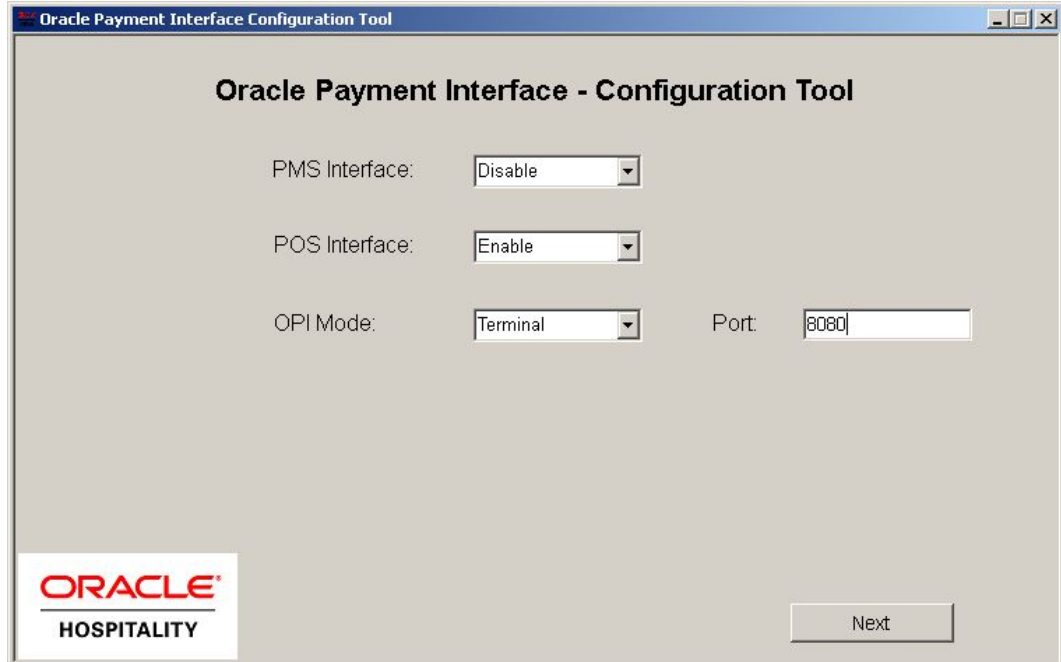 Oracle Payment Interface Configuration Tool
Oracle Payment Interface - Configuration Tool
PMS Interface: Disable
POS Interface: Enable
OPI Mode: Terminal Port: 8080
ORACLE®
HOSPITALITY
Next